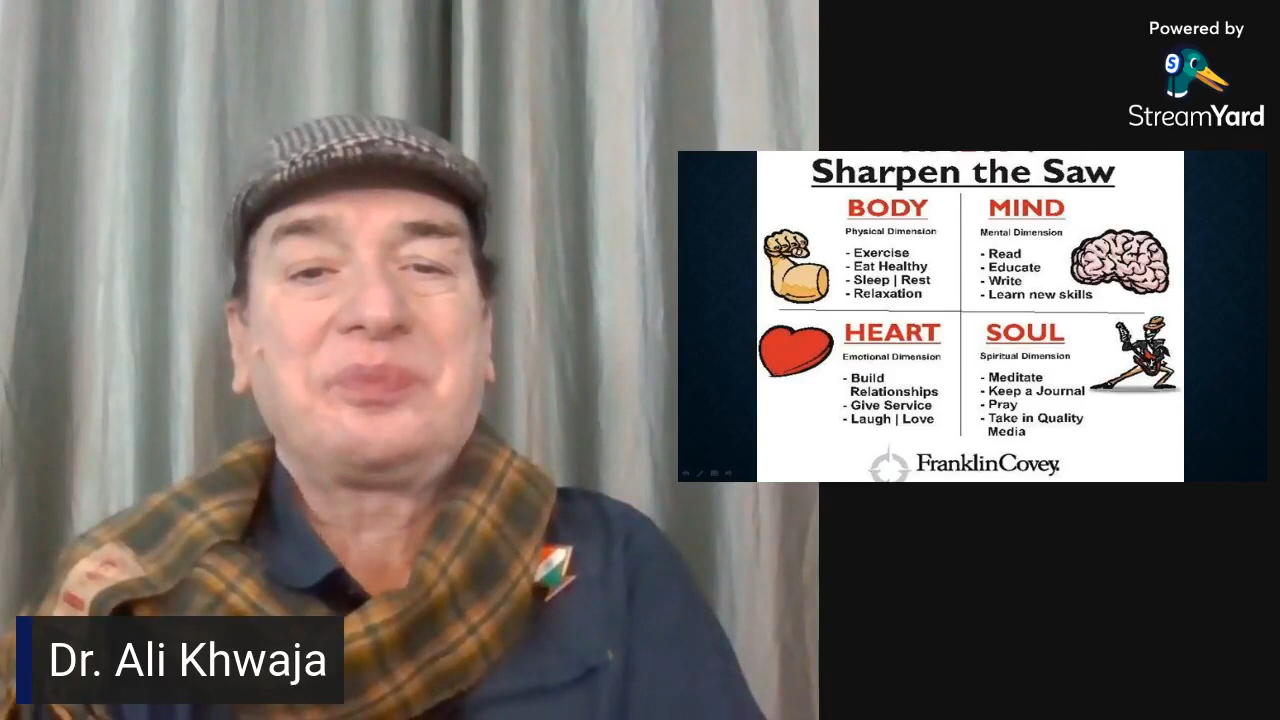 Powered by
StreamYard
Sharpen the Saw
BODY
Physical Dimension
- Exercise
- Eat Healthy
- Sleep | Rest
- Relaxation
MIND
Mental Dimension
- Read
- Educate
- Write
- Learn new skills
HEART
Emotional Dimension
- Build
Relationships
- Give Service
- Laugh | Love
SOUL
Spiritual Dimension
- Meditate
- Keep a Journal
- Pray
- Take in Quality
Media
FranklinCovey.
Dr. Ali Khwaja